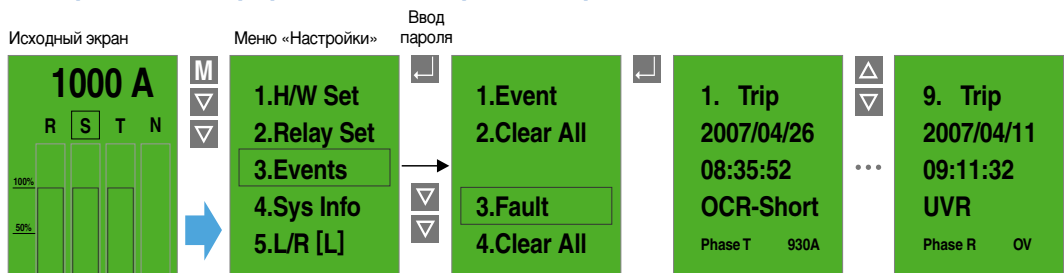 Исходный экран
Меню «Настройки»
Ввод
пароля
1000 A
R S T N
100%
50%
M
1.H/W Set
2.Relay Set
3.Events
4.Sys Info
5.L/R [L]
1.Event
2.Clear All
3.Fault
4.Clear All
1. Trip
2007/04/26
08:35:52
OCR-Short
Phase T 930A
...
9. Trip
2007/04/11
09:11:32
UVR
Phase R OV